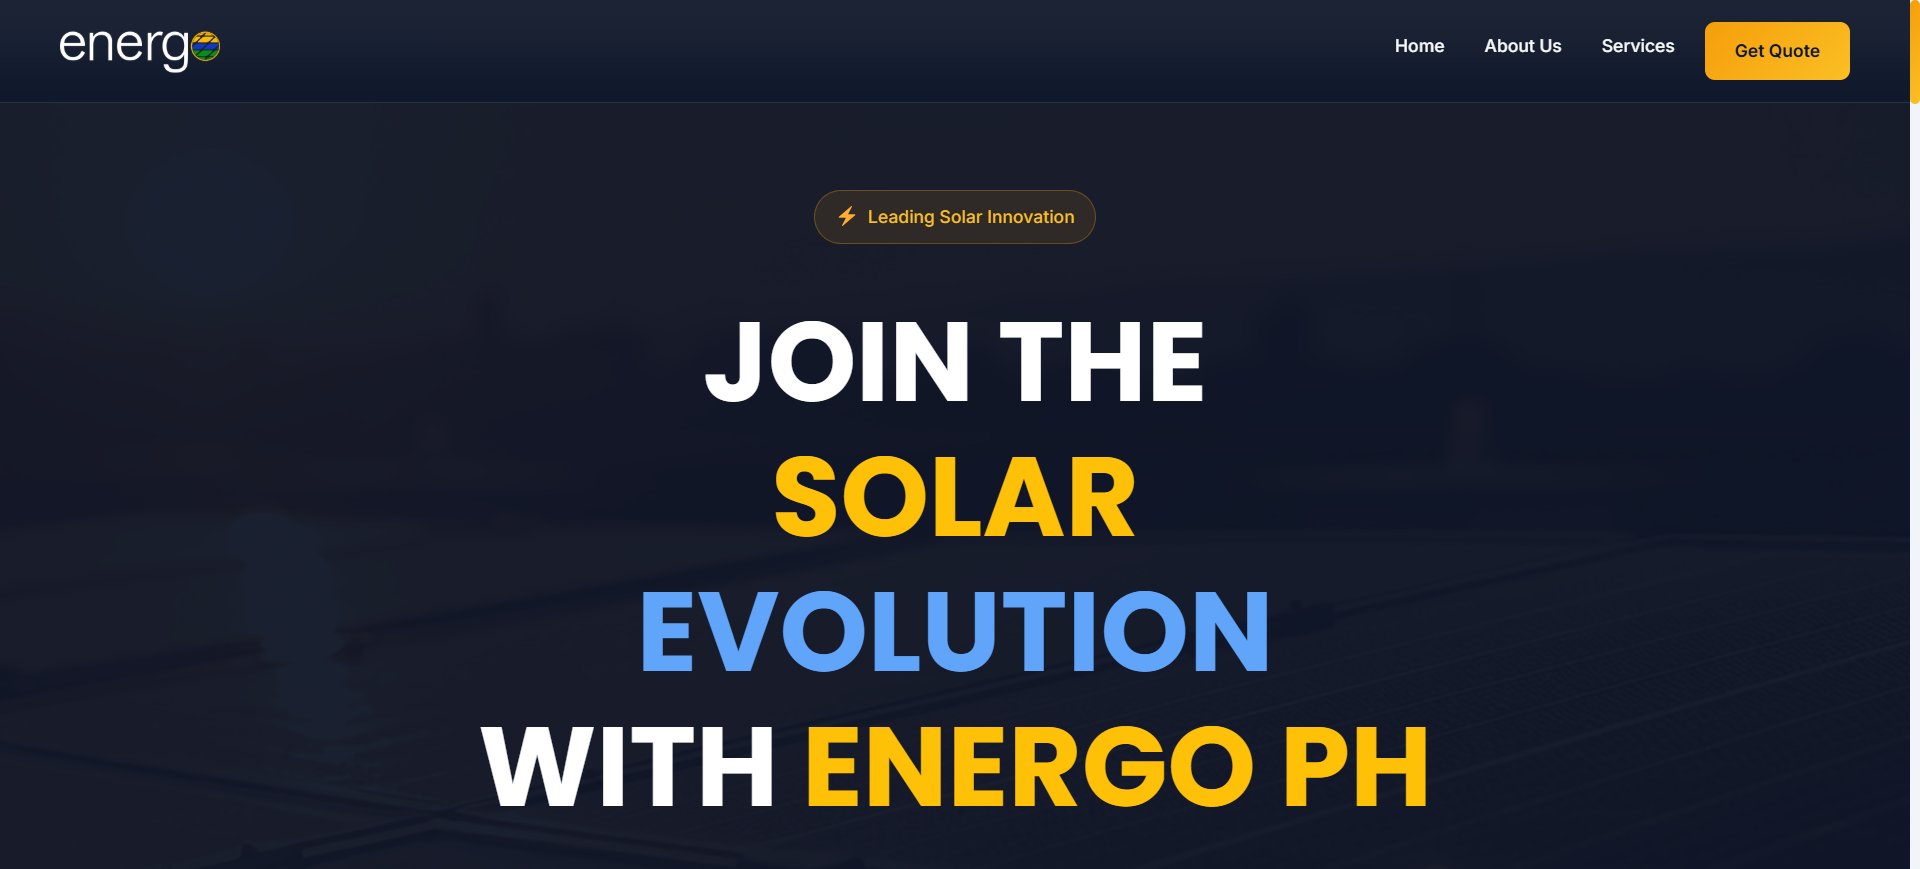 energo
Home
About Us
Services
Get Quote
Leading Solar Innovation
JOIN THE
SOLAR
EVOLUTION
WITH ENERGO PH